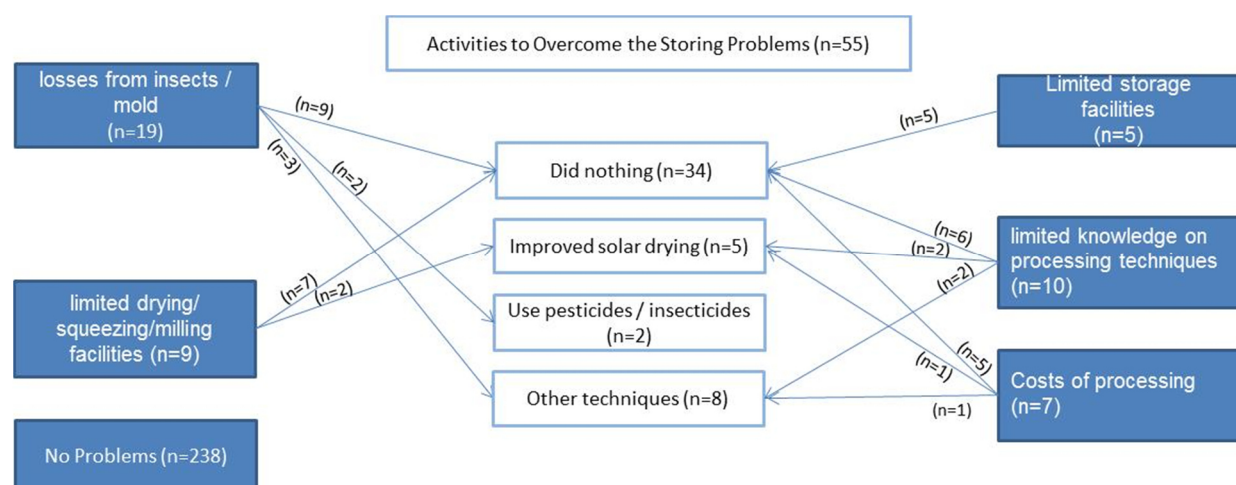 Activities to Overcome the Storing Problems (n=55)
losses from insects /
mold
(n=19)
limited drying/
squeezing/milling
facilities (n=9)
No Problems (n=238)
(n=9)
(n=2)
(n=3)
(n=7)
(n=2)
Did nothing (n=34)
Improved solar drying (n=5)
Use pesticides / insecticides
(n=2)
Other techniques (n=8)
(n=5)
(n=6)
(n=2)
(n=2)
(n=5)
(n=1)
(n=1)
Limited storage
facilities
(n=5)
limited knowledge on
processing techniques
(n=10)
Costs of processing
(n=7)